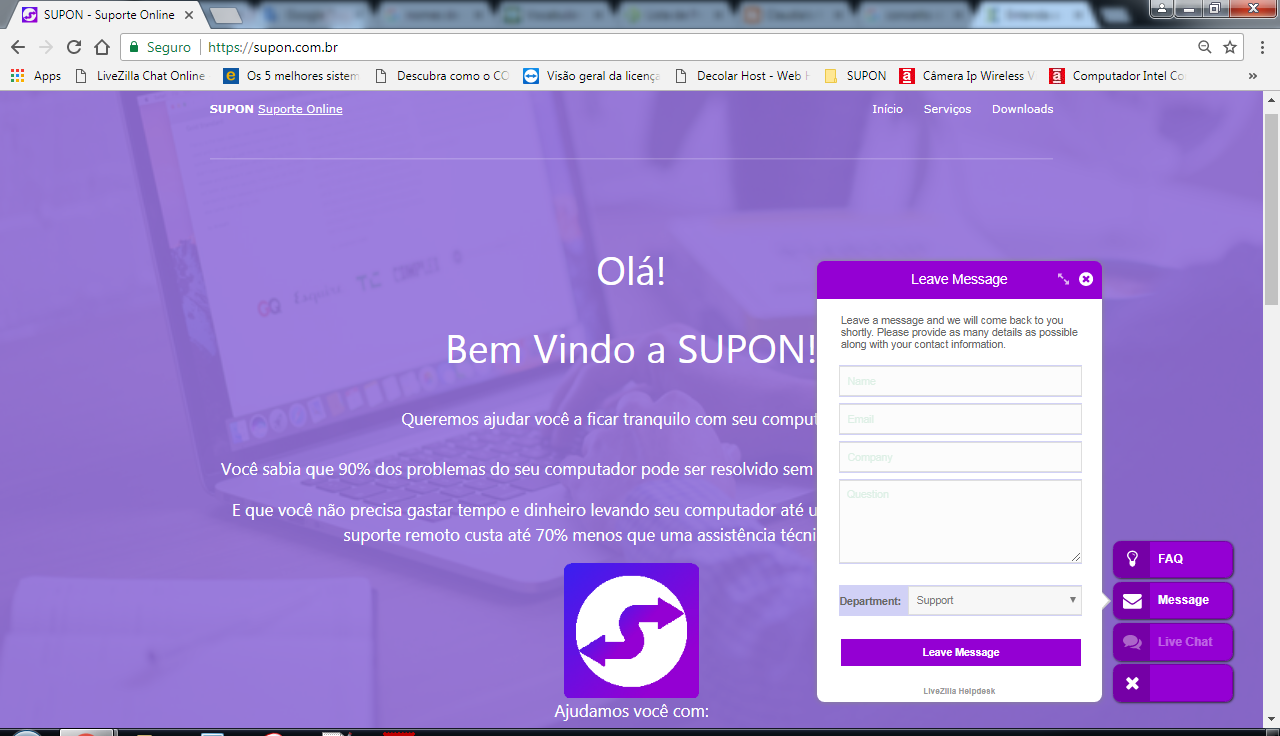 SUPON - Suporte Online
Seguro
https://supon.com.br
Apps
LiveZilla Chat Online
Os 5 melhores sistem
Descubra como o CO
Visão geral da licença
Decolar Host - Web H
SUPON
Câmera Ip Wireless V
Computador Intel Co
SUPON Suporte Online
Início Serviços Downloads
Olá!
Bem Vindo a SUPON!
Queremos ajudar você a ficar tranquilo com seu comput
Você sabia que 90% dos problemas do seu computador pode ser resolvido sem
E que você não precisa gastar tempo e dinheiro levando seu computador até u
suporte remoto custa até 70% menos que uma assistência técni
Ajudamos você com:
Leave Message
Leave a message and we will come back to you
shortly. Please provide as many details as possible
along with your contact information.
Name
Email
Company
Question
Department: Support
Leave Message
LiveZilla Helpdesk
FAQ
Message
Live Chat